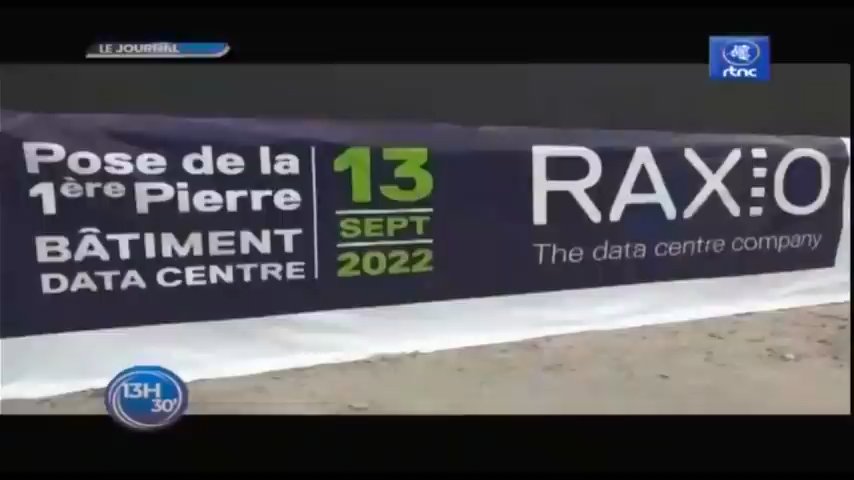 LE JOURNAL
rtnc
Pose de la
1ère Pierre
BÂTIMENT
DATA CENTRE
13
SEPT
2022
RAXIO
The data centre company
13H
30'